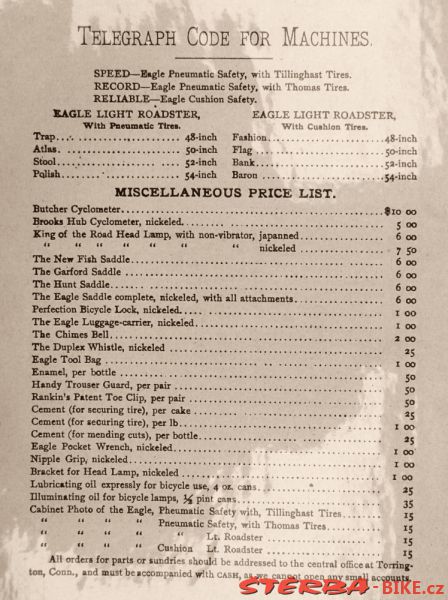 TELEGRAPH CODE FOR MACHINES.
SPEED—Eagle Pneumatic Safety, with Tillinghast Tires.
RECORD—Eagle Pneumatic Safety, with Thomas Tires.
RELIABLE—Eagle Cushion Safety.
EAGLE LIGHT ROADSTER,
With Pneumatic Tires.
Trap.... 48-inch
Atlas.... 50-inch
Stool.... 52-inch
Polish.... 54-inch
EAGLE LIGHT ROADSTER,
With Cushion Tires.
Fashion.... 48-inch
Flag.... 50-inch
Bank.... 52-inch
Baron.... 54-inch
MISCELLANEOUS PRICE LIST.
Butcher Cyclometer.... $10 00
Brooks Hub Cyclometer, nickeled.... 5 00
King of the Road Head Lamp, with non-vibrator, japanned.... 6 00
" " " " " " " nickeled.... 7 50
The New Fish Saddle.... 6 00
The Garford Saddle.... 6 00
The Hunt Saddle.... 6 00
The Eagle Saddle complete, nickeled, with all attachments.... 6 00
Perfection Bicycle Lock, nickeled.... 1 00
The Eagle Luggage-carrier, nickeled.... 1 00
The Chimes Bell.... 2 00
The Duplex Whistle, nickeled.... 25
Eagle Tool Bag.... 1 00
Enamel, per bottle.... 50
Handy Trouser Guard, per pair.... 50
Rankin's Patent Toe Clip, per pair.... 50
Cement (for securing tire), per cake.... 25
Cement (for securing tire), per lb.... 1 00
Cement (for mending cuts), per bottle.... 25
Eagle Pocket Wrench, nickeled.... 1 00
Nipple Grip, nickeled.... 1 00
Bracket for Head Lamp, nickeled.... 1 00
Lubricating oil expressly for bicycle use, 4 oz. cans.... 25
Illuminating oil for bicycle lamps, ½ pint cans.... 35
Cabinet Photo of the Eagle, Pneumatic Safety with, Tillinghast Tires.... 15
" " " " Pneumatic Safety, with Thomas Tires.... 15
" " " " " Lt. Roadster.... 15
" " " " Cushion Lt. Roadster.... 15
All orders for parts or sundries should be addressed to the central office at Torring-
ton, Conn., and must be accompanied with CASH, as we cannot open any small accounts.
STERBA-BIKE.cz